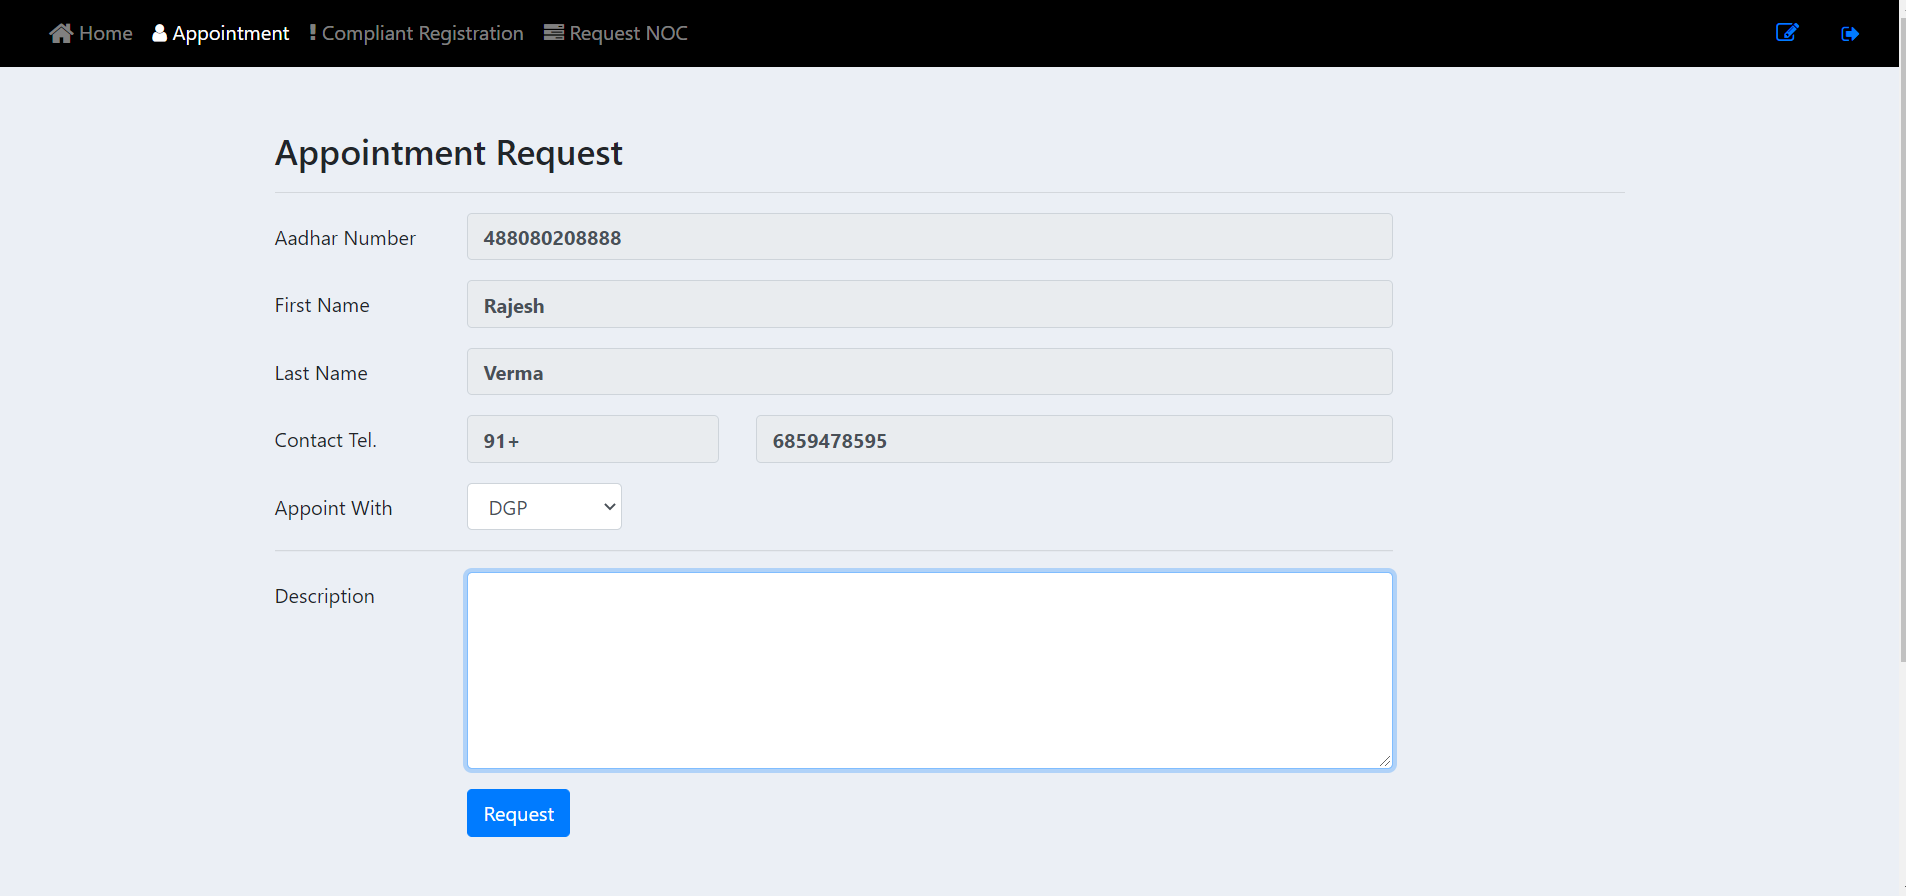 Home Appointment Compliant Registration Request NOC
Appointment Request
Aadhar Number 488080208888
First Name Rajesh
Last Name Verma
Contact Tel. 91+ 6859478595
Appoint With DGP
Description
Request